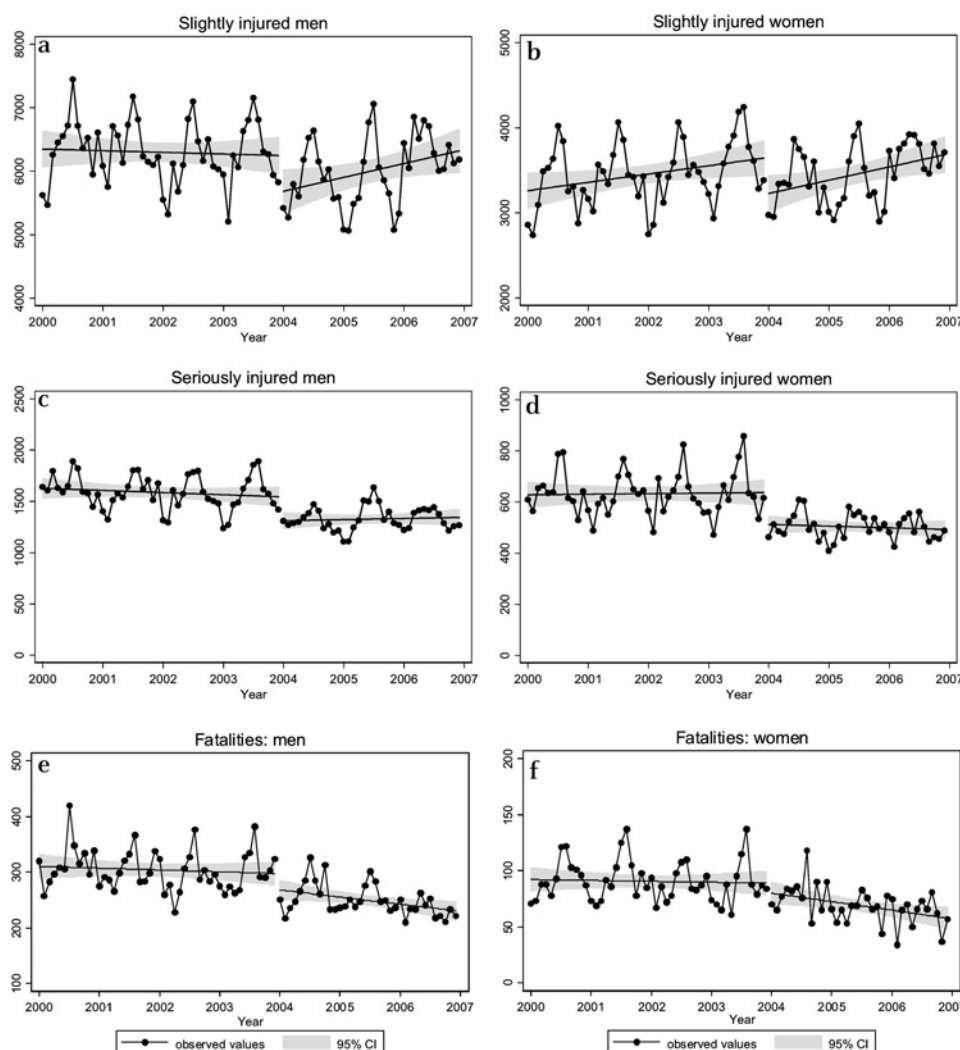 Slightly injured men
a
8000
7000
6000
5000
4000
2000 2001 2002 2003 2004 2005 2006 2007
Year
Slightly injured women
b
5000
4000
3000
2000
2000 2001 2002 2003 2004 2005 2006 2007
Year
Seriously injured men
c
2500
2000
1500
1000
500
0
2000 2001 2002 2003 2004 2005 2006 2007
Year
Seriously injured women
d
1000
800
600
400
200
0
2000 2001 2002 2003 2004 2005 2006 2007
Year
Fatalities: men
e
500
400
300
200
100
2000 2001 2002 2003 2004 2005 2006 2007
Year
Fatalities: women
f
200
150
100
50
0
2000 2001 2002 2003 2004 2005 2006 2007
Year
observed values 95% CI
observed values 95% CI